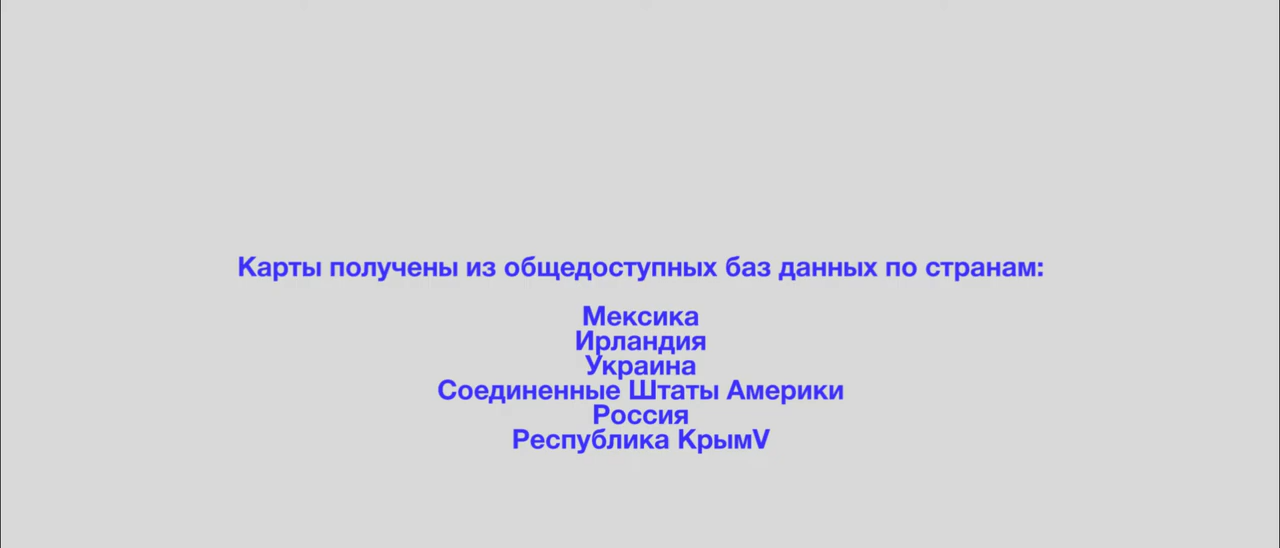 Карты получены из общедоступных баз данных по странам:
Мексика
Ирландия
Украина
Соединенные Штаты Америки
Россия
Республика КрымV